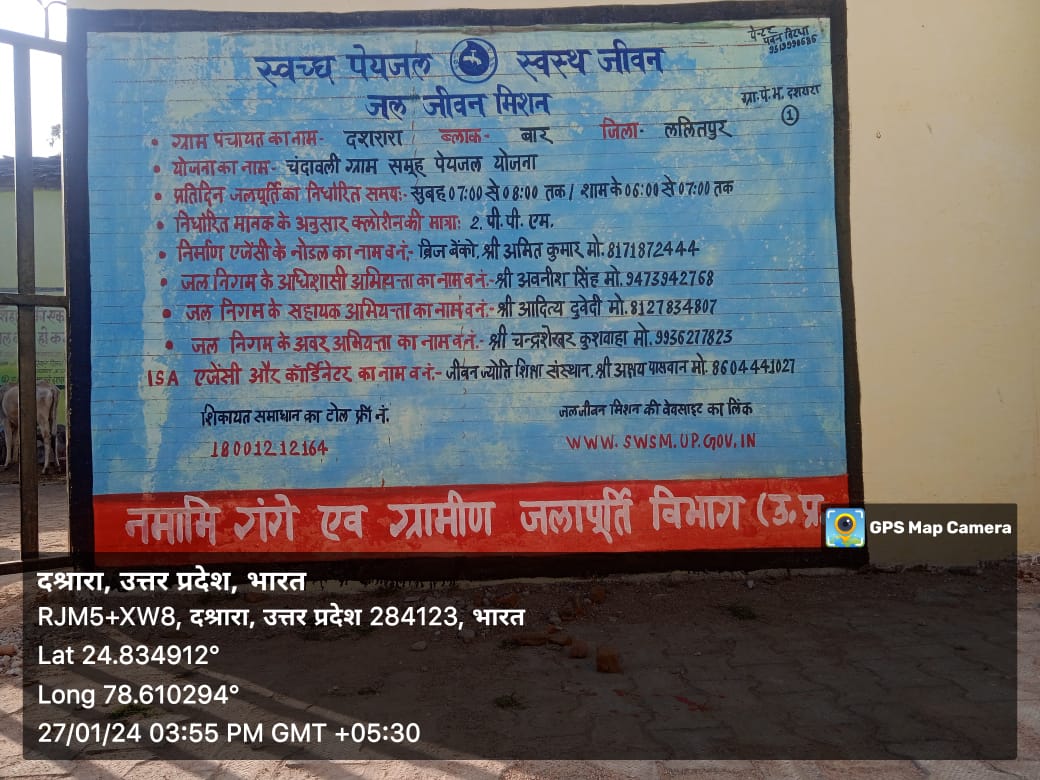 पेन्टर
पवन बिरधा
स्वच्छ पेयजल स्वस्थ जीवन
जल जीवन मिशन
ग्रा.पं.भ. दशरारा
1
• ग्राम पंचायत का नाम- दशरारा ब्लाक- बार जिला- ललितपुर
• योजना का नाम- चंदावली ग्राम समूह पेयजल योजना
• प्रतिदिन जलपूर्ति का निर्धारित समय:- सुबह 07:00 से 08:00 तक / शाम के 06:00 से 07:00 तक
• निर्धारित मानक के अनुसार क्लोरीन की मात्रा: 2. पी. पी. एम.
• निर्माण एजेंसी के नोडल का नाम व नं:- ब्रिज बेंको. श्री अमित कुमार मो. 8171872444
• जल निगम के अधिशासी अभियन्ता का नाम व नं:- श्री अवनीश सिंह मो. 9473942768
• जल निगम के सहायक अभियन्ता का नाम व नं:- श्री आदित्य दुवेदी मो. 8127834807
• जल निगम के अवर अभियन्ता का नाम व नं:- श्री चन्द्रशेखर कुशवाहा मो. 9936277823
ISA एजेंसी और कॉर्डिनेटर का नाम व नं:- जीवन ज्योति शिक्षा संस्थान. श्री अक्षय पासवान मो. 8604441027
शिकायत समाधान का टोल फ्री नं. जलजीवन मिशन की वेबसाइट का लिंक
18001212164 WWW.SWSM.UP.GOV.IN
नमामि गंगे एव ग्रामीण जलापूर्ति विभाग (उ.प्र
GPS Map Camera
दश्रारा, उत्तर प्रदेश, भारत
RJM5+XW8, दश्रारा, उत्तर प्रदेश 284123, भारत
Lat 24.834912°
Long 78.610294°
27/01/24 03:55 PM GMT +05:30